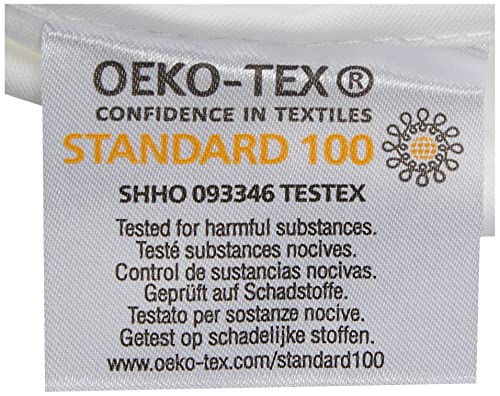 OEKO-TEX®
CONFIDENCE IN TEXTILES
STANDARD 100
SHHO 093346 TESTEX
Tested for harmful substances.
Testé substances nocives.
Control de sustancias nocivas.
Geprüft auf Schadstoffe.
Testato per sostanze nocive.
Getest op schadelijke stoffen.
www.oeko-tex.com/standard100